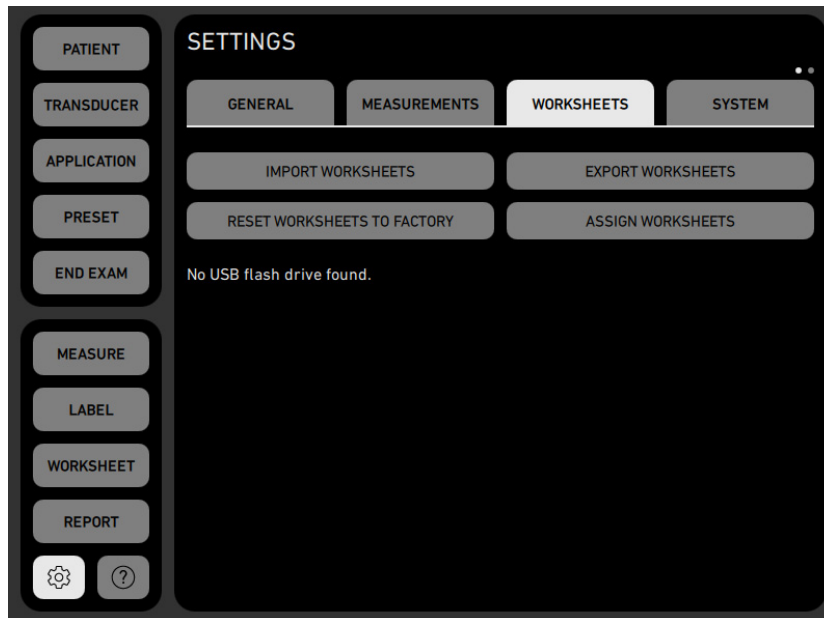 PATIENT
TRANSDUCER
APPLICATION
PRESET
END EXAM
MEASURE
LABEL
WORKSHEET
REPORT
?
SETTINGS
GENERAL MEASUREMENTS WORKSHEETS SYSTEM
IMPORT WORKSHEETS EXPORT WORKSHEETS
RESET WORKSHEETS TO FACTORY ASSIGN WORKSHEETS
No USB flash drive found.